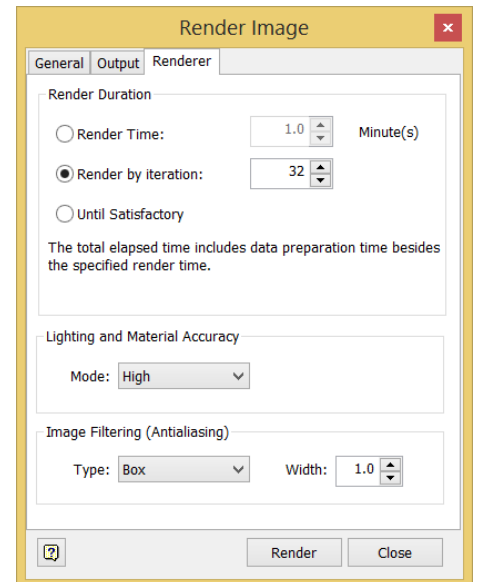 Render Image
General Output Renderer
Render Duration
Render Time: 1.0 Minute(s)
Render by iteration: 32
Until Satisfactory
The total elapsed time includes data preparation time besides
the specified render time.
Lighting and Material Accuracy
Mode: High
Image Filtering (Antialiasing)
Type: Box Width: 1.0
Render Close